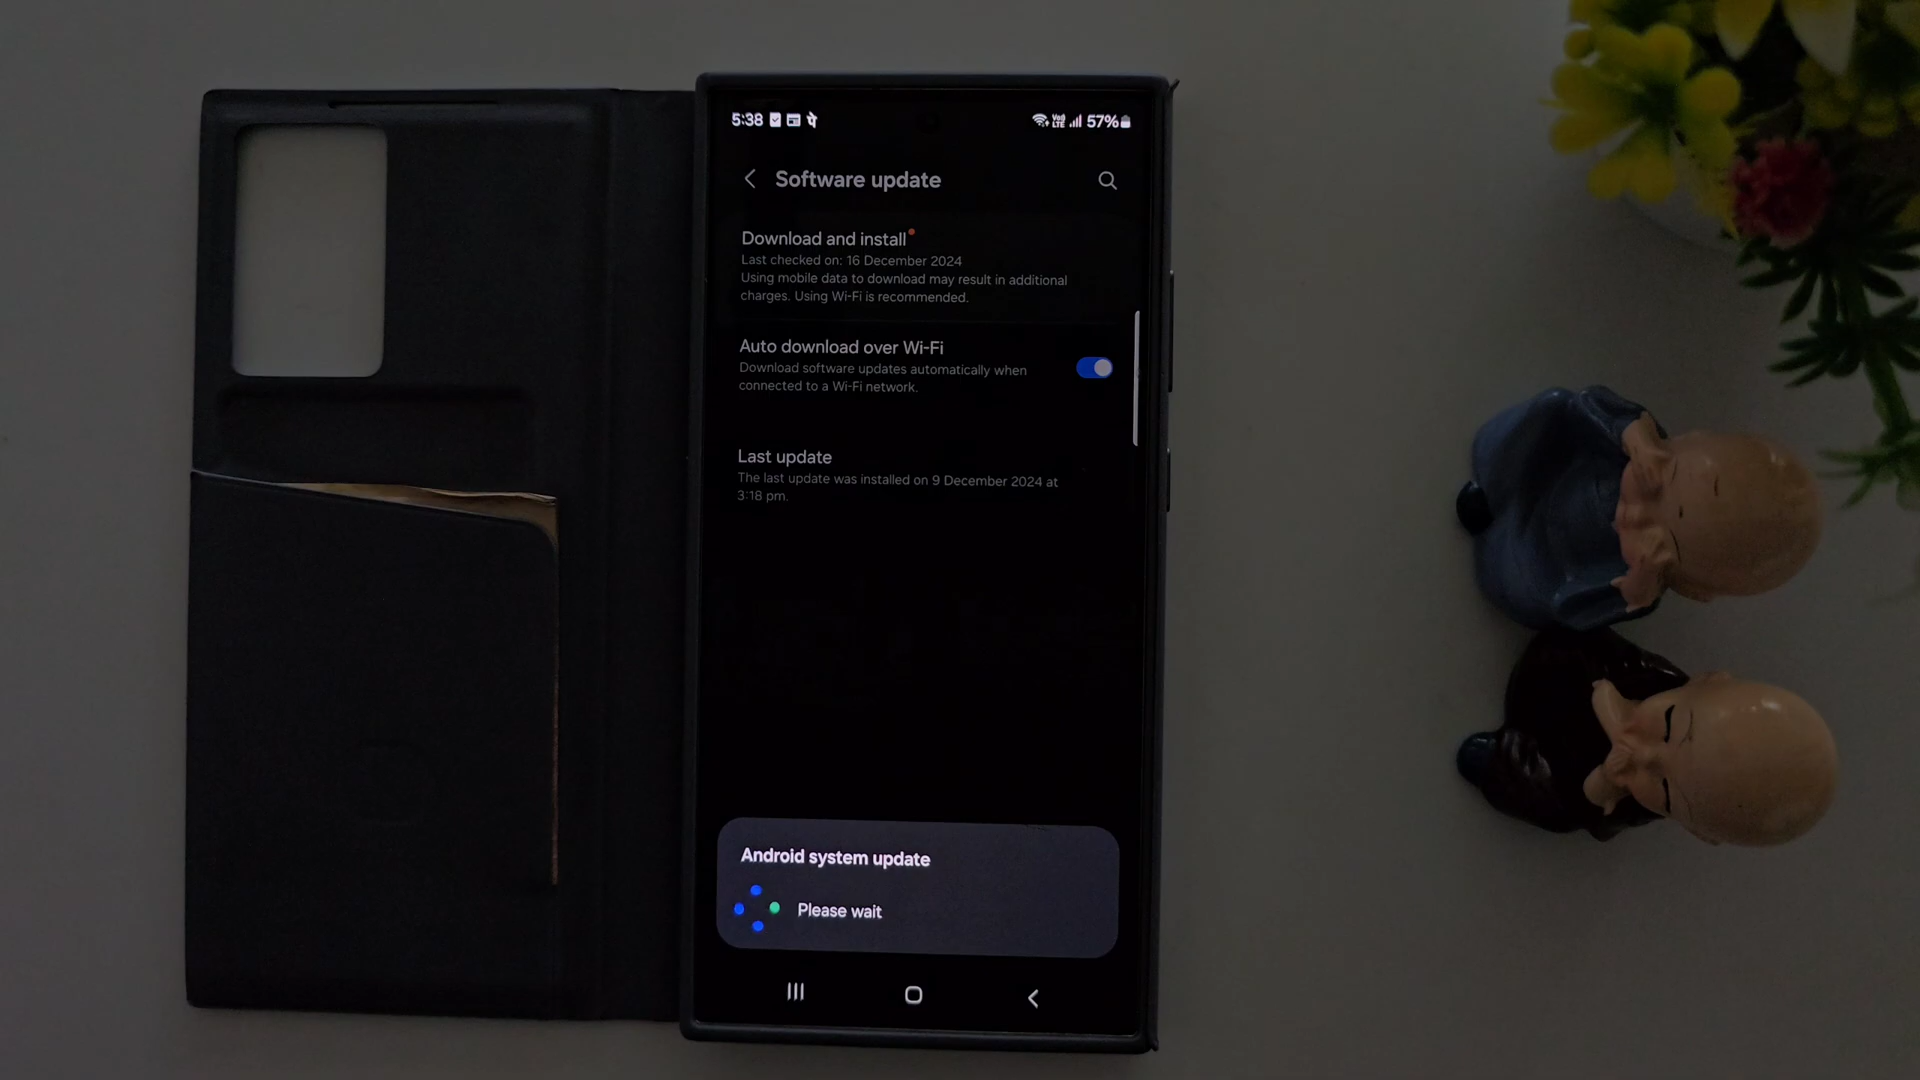 5:38
Vo) LTE 57%
Software update
Download and install
Last checked on: 16 December 2024
Using mobile data to download may result in additional
charges. Using Wi-Fi is recommended.
Auto download over Wi-Fi
Download software updates automatically when
connected to a Wi-Fi network.
Last update
The last update was installed on 9 December 2024 at
3:18 pm.
Android system update
Please wait